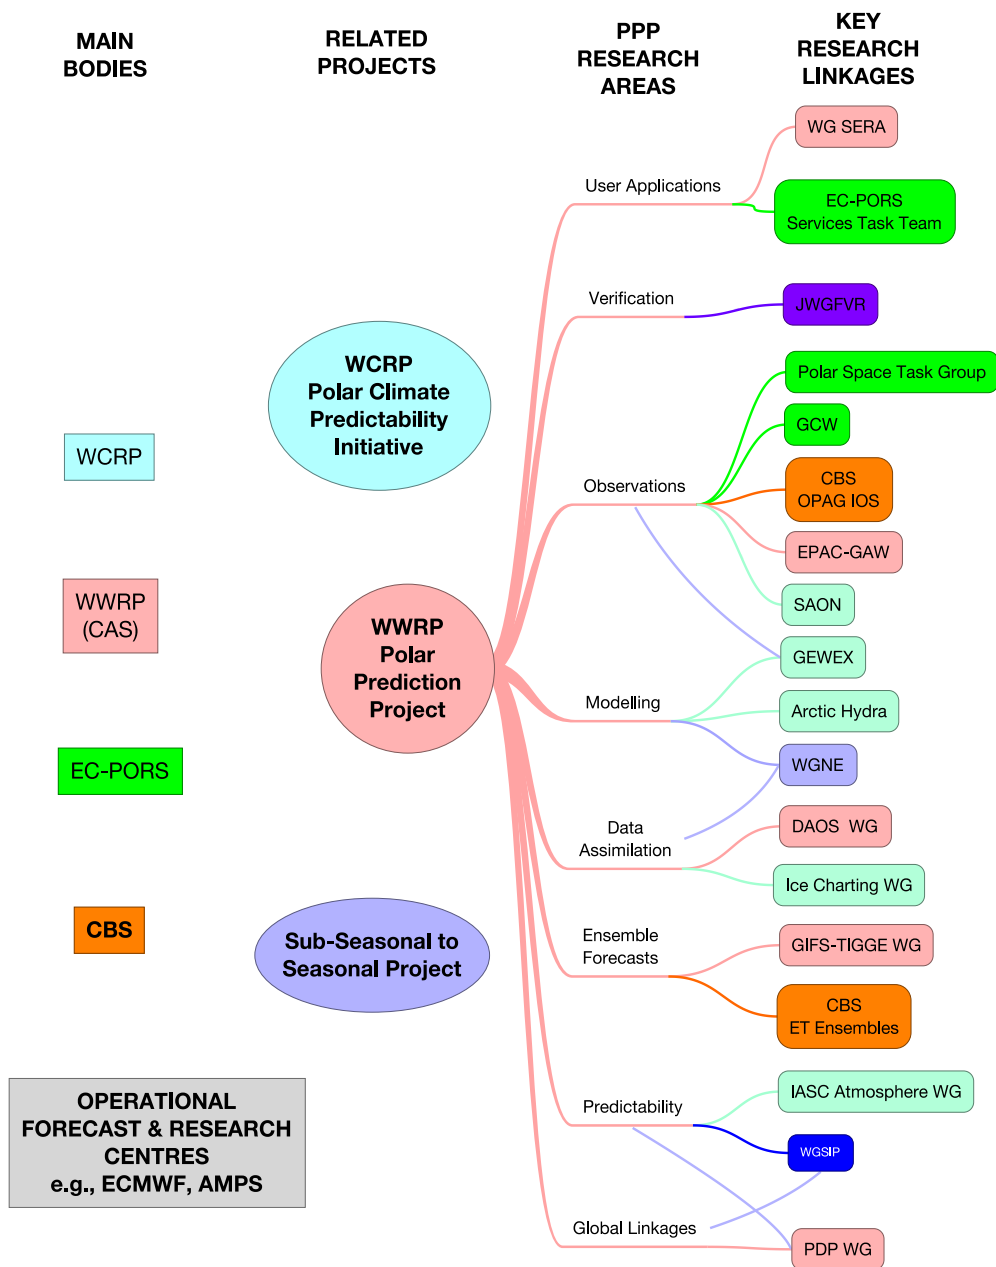 MAIN
BODIES
RELATED
PROJECTS
PPP
RESEARCH
AREAS
KEY
RESEARCH
LINKAGES
WCRP
WWRP
(CAS)
EC-PORS
CBS
OPERATIONAL
FORECAST & RESEARCH
CENTRES
e.g., ECMWF, AMPS
WCRP
Polar Climate
Predictability
Initiative
WWRP
Polar
Prediction
Project
Sub-Seasonal to
Seasonal Project
User Applications
Verification
Observations
Modelling
Data
Assimilation
Ensemble
Forecasts
Predictability
Global Linkages
WG SERA
EC-PORS
Services Task Team
JWGFVR
Polar Space Task Group
GCW
CBS
OPAG IOS
EPAC-GAW
SAON
GEWEX
Arctic Hydra
WGNE
DAOS WG
Ice Charting WG
GIFS-TIGGE WG
CBS
ET Ensembles
IASC Atmosphere WG
WGSIP
PDP WG